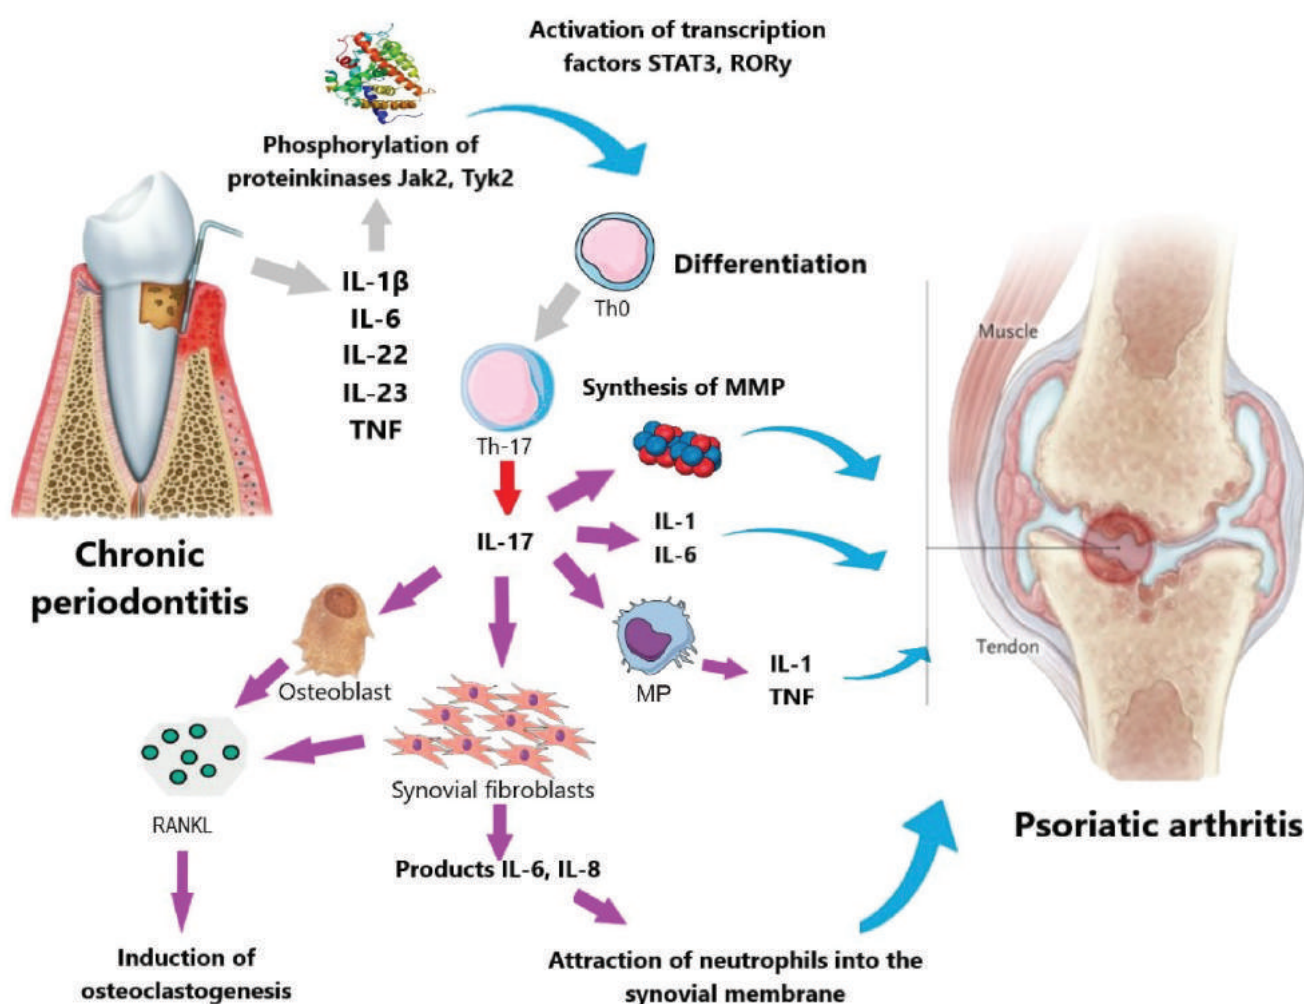 Activation of transcription
factors STAT3, RORy
Phosphorylation of
proteinkinases Jak2, Tyk2
IL-1β
IL-6
IL-22
IL-23
TNF
Th0
Differentiation
Th-17
Synthesis of MMP
Muscle
Chronic
periodontitis
IL-17
IL-1
IL-6
Osteoblast
MP
IL-1
TNF
Tendon
Synovial fibroblasts
RANKL
Psoriatic arthritis
Products IL-6, IL-8
Induction of
osteoclastogenesis
Attraction of neutrophils into the
synovial membrane